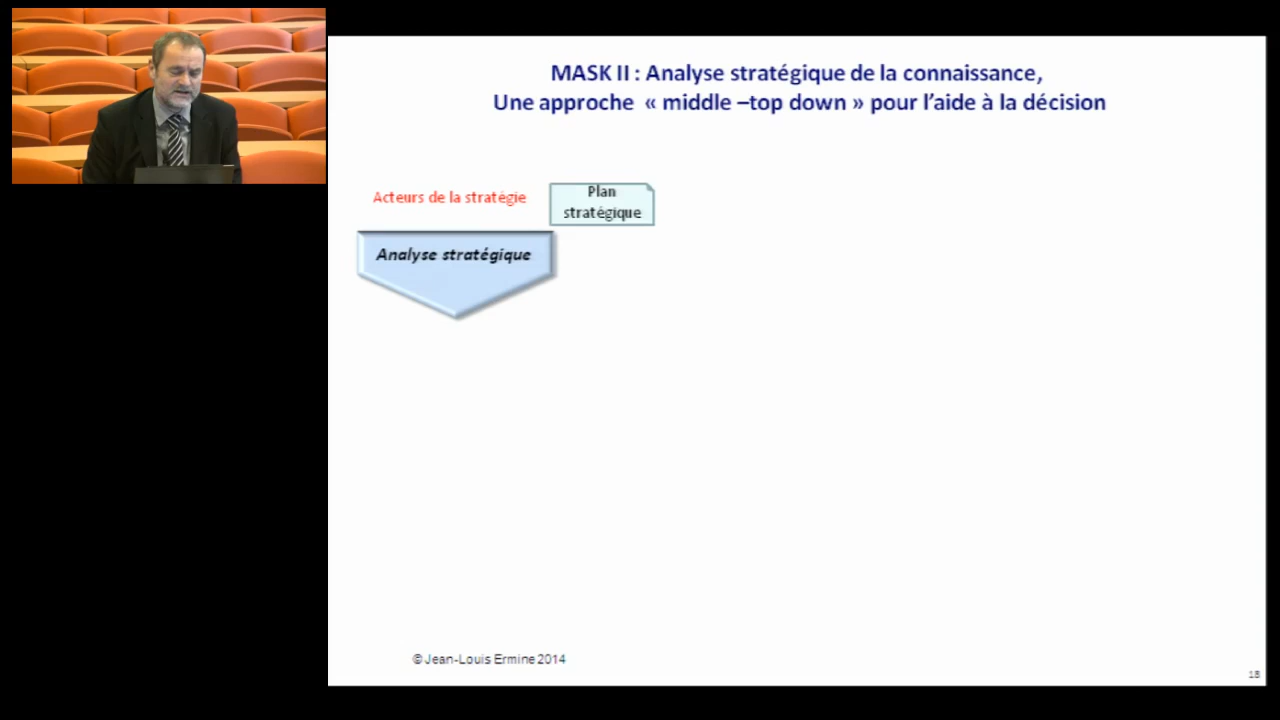 MASK II : Analyse stratégique de la connaissance,
Une approche « middle –top down » pour l'aide à la décision
Acteurs de la stratégie
Plan
stratégique
Analyse stratégique
© Jean-Louis Ermine 2014
18